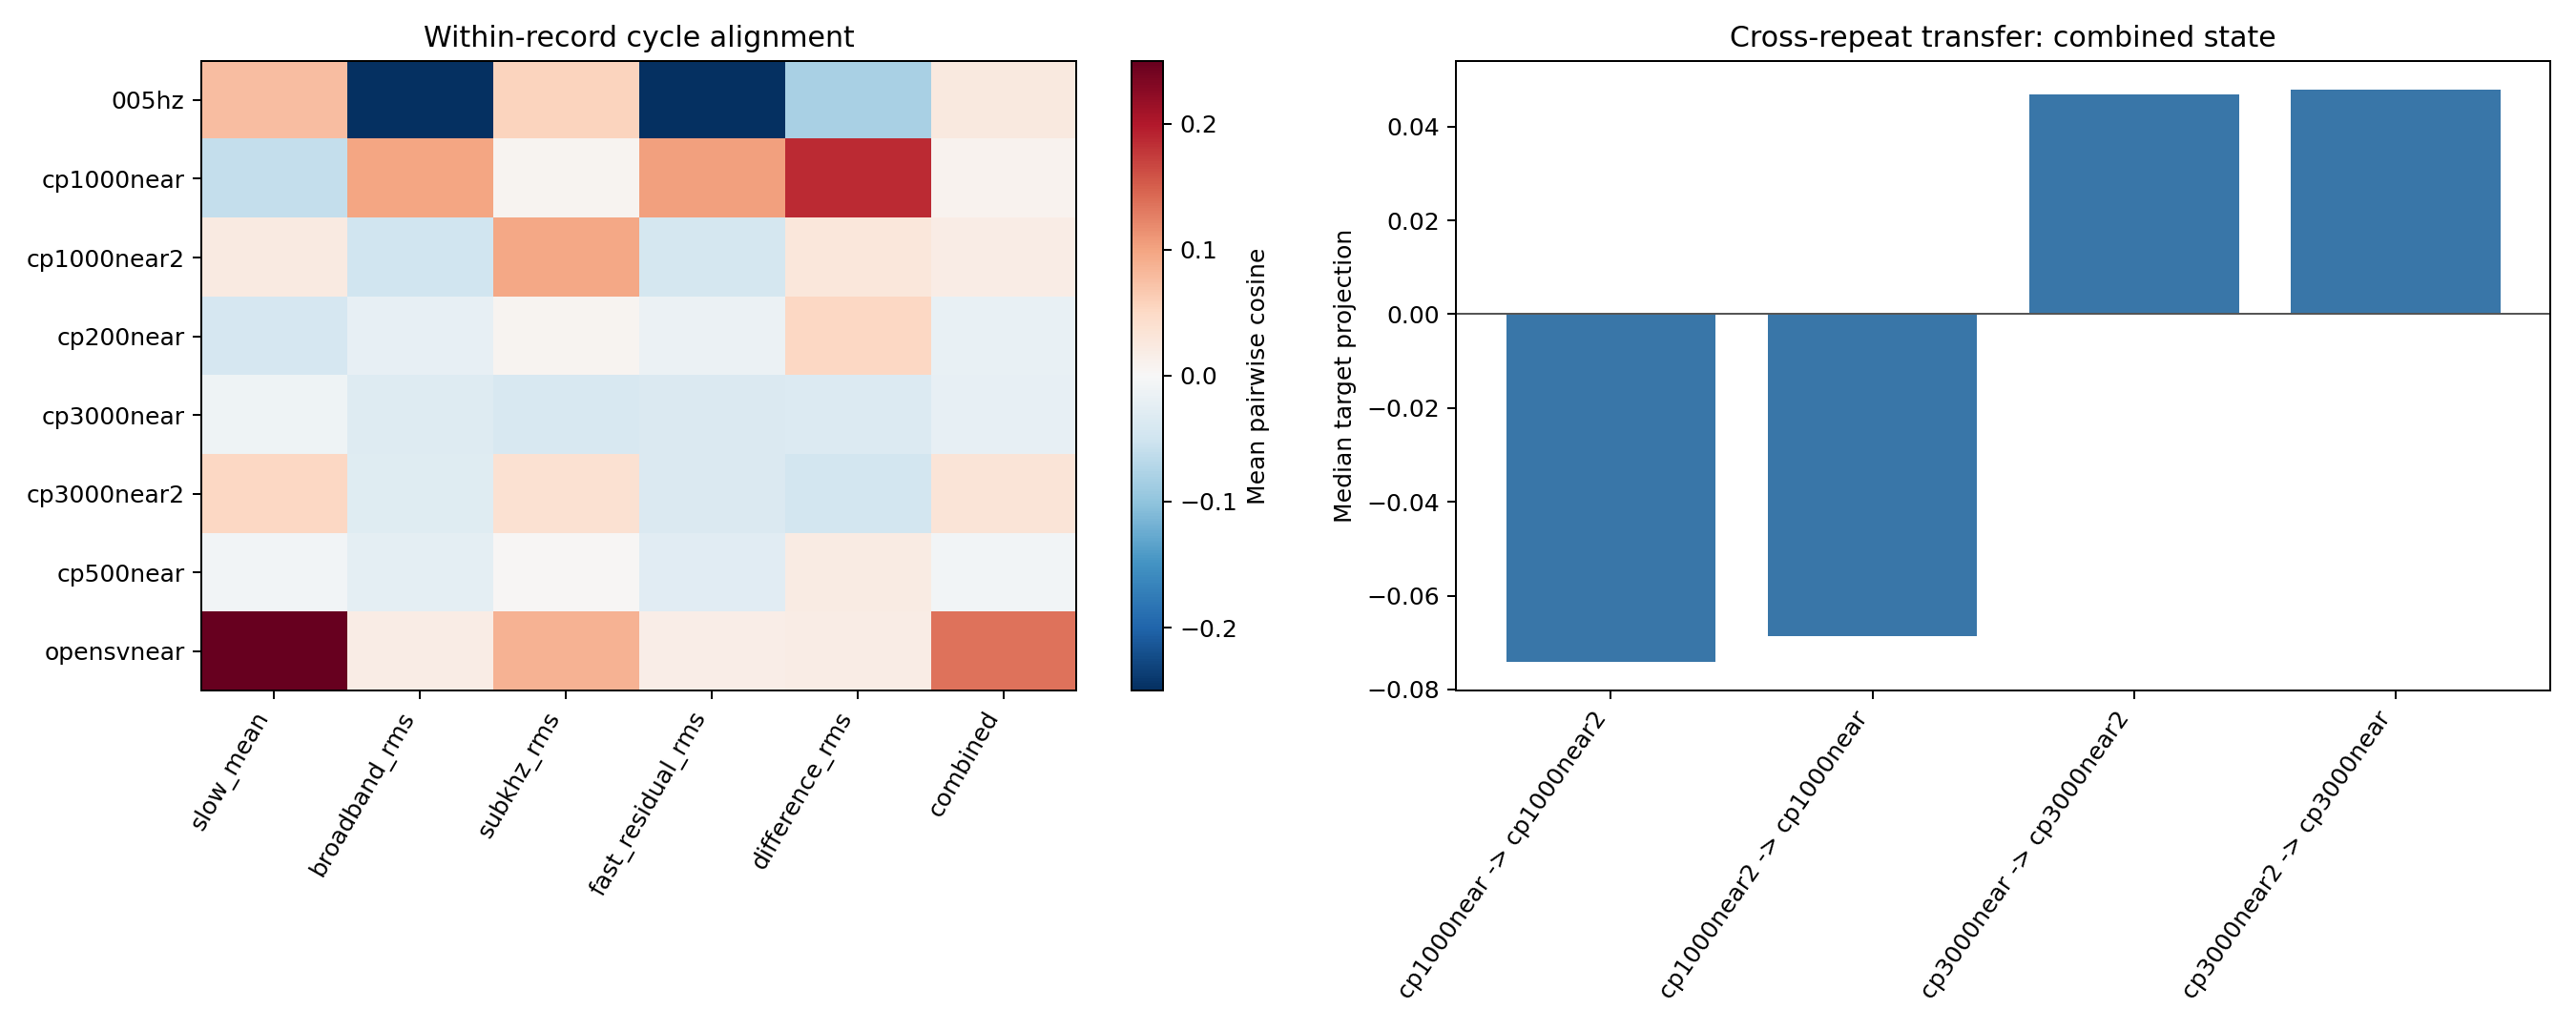 Within-record cycle alignment
005hz
cp1000near
cp1000near2
cp200near
cp3000near
cp3000near2
cp500near
opensvnear
slow_mean
broadband_rms
subkhz_rms
fast_residual_rms
difference_rms
combined
0.2
0.1
0.0
−0.1
−0.2
Mean pairwise cosine
Cross-repeat transfer: combined state
Median target projection
0.04
0.02
0.00
−0.02
−0.04
−0.06
−0.08
cp1000near -> cp1000near2
cp1000near2 -> cp1000near
cp3000near -> cp3000near2
cp3000near2 -> cp3000near